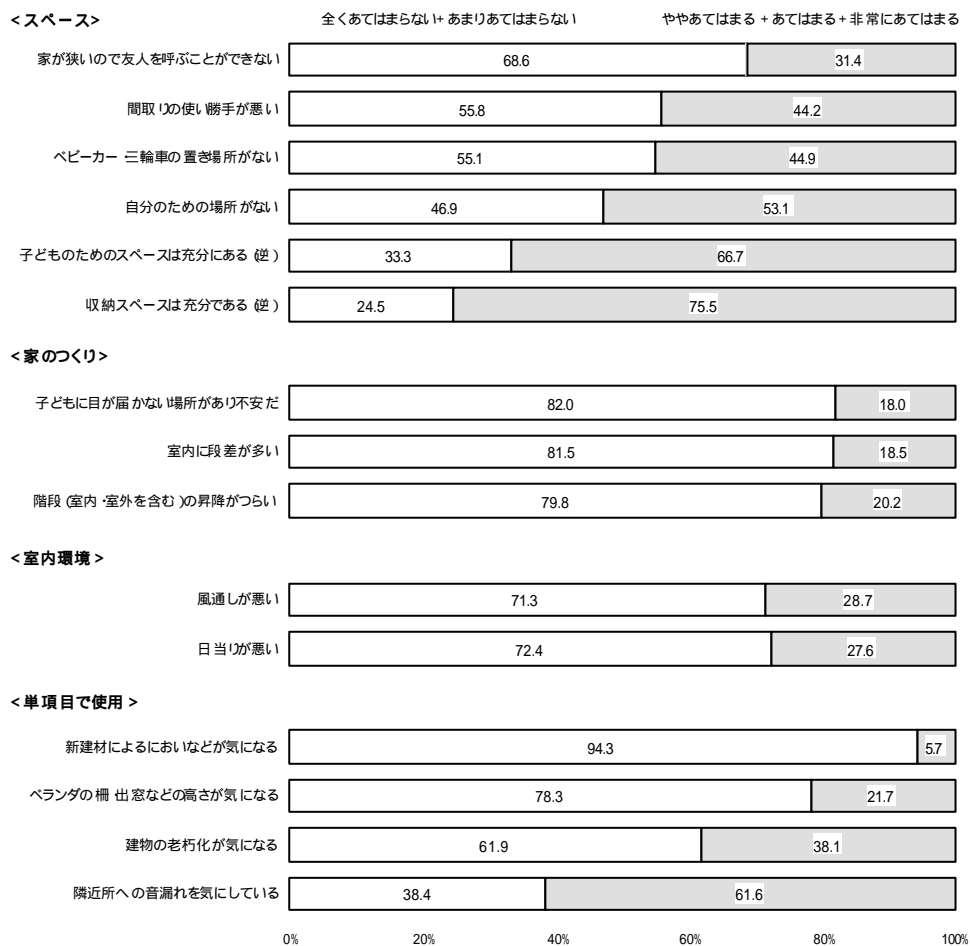 <スペース> 全くあてはまらない+あまりあてはまらない ややあてはまる+あてはまる+非常にあてはまる
家が狭いので友人を呼ぶことができない 68.6 31.4
間取りの使い勝手が悪い 55.8 44.2
ベビーカー・三輪車の置き場所がない 55.1 44.9
自分のための場所がない 46.9 53.1
子どものためのスペースは充分にある(逆) 33.3 66.7
収納スペースは充分である(逆) 24.5 75.5
<家のつくり>
子どもに目が届かない場所があり不安だ 82.0 18.0
室内に段差が多い 81.5 18.5
階段(室内・室外を含む)の昇降がつらい 79.8 20.2
<室内環境>
風通しが悪い 71.3 28.7
日当りが悪い 72.4 27.6
<単項目で使用>
新建材によるにおいなどが気になる 94.3 5.7
ベランダの柵・出窓などの高さが気になる 78.3 21.7
建物の老朽化が気になる 61.9 38.1
隣近所への音漏れを気にしている 38.4 61.6
0% 20% 40% 60% 80% 100%